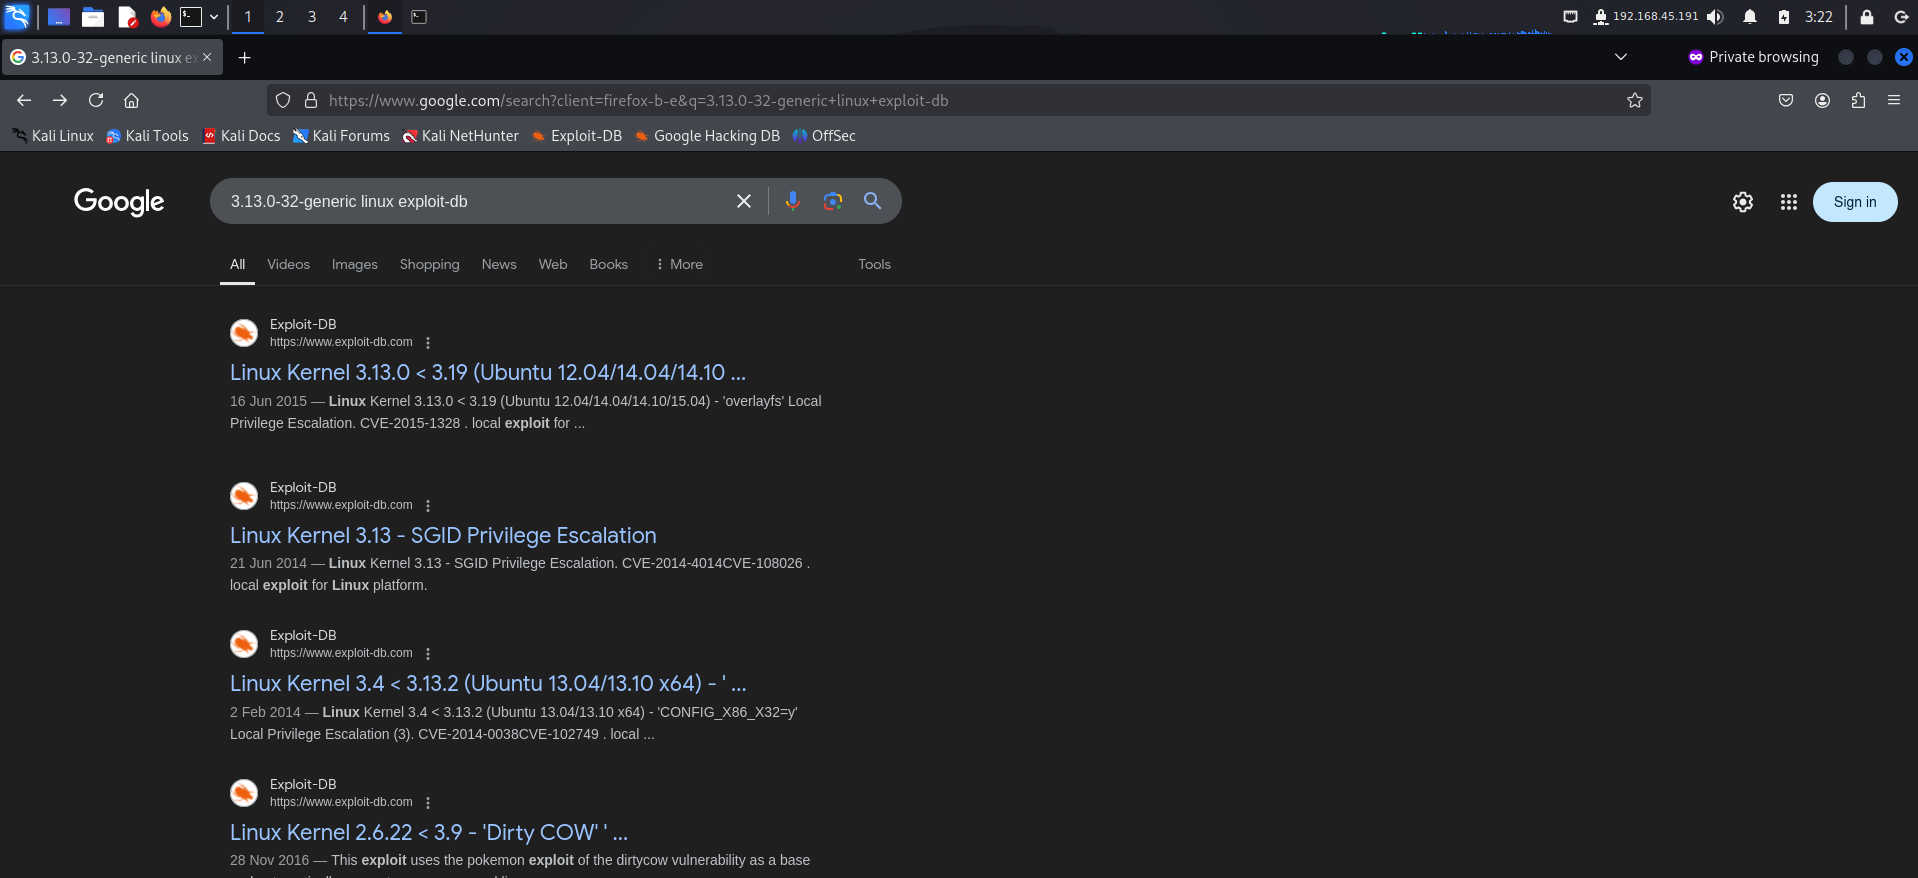 1 2 3 4 192.168.45.191 3:22
3.13.0-32-generic linux ex Private browsing
https://www.google.com/search?client=firefox-b-e&q=3.13.0-32-generic+linux+exploit-db
Kali Linux Kali Tools Kali Docs Kali Forums Kali NetHunter Exploit-DB Google Hacking DB OffSec
Google 3.13.0-32-generic linux exploit-db Sign in
All Videos Images Shopping News Web Books More Tools
Exploit-DB
https://www.exploit-db.com
Linux Kernel 3.13.0 < 3.19 (Ubuntu 12.04/14.04/14.10 ...
16 Jun 2015 — Linux Kernel 3.13.0 < 3.19 (Ubuntu 12.04/14.04/14.10/15.04) - 'overlayfs' Local
Privilege Escalation. CVE-2015-1328 . local exploit for ...
Exploit-DB
https://www.exploit-db.com
Linux Kernel 3.13 - SGID Privilege Escalation
21 Jun 2014 — Linux Kernel 3.13 - SGID Privilege Escalation. CVE-2014-4014CVE-108026 .
local exploit for Linux platform.
Exploit-DB
https://www.exploit-db.com
Linux Kernel 3.4 < 3.13.2 (Ubuntu 13.04/13.10 x64) - ' ...
2 Feb 2014 — Linux Kernel 3.4 < 3.13.2 (Ubuntu 13.04/13.10 x64) - 'CONFIG_X86_X32=y'
Local Privilege Escalation (3). CVE-2014-0038CVE-102749 . local ...
Exploit-DB
https://www.exploit-db.com
Linux Kernel 2.6.22 < 3.9 - 'Dirty COW' ' ...
28 Nov 2016 — This exploit uses the pokemon exploit of the dirtycow vulnerability as a base